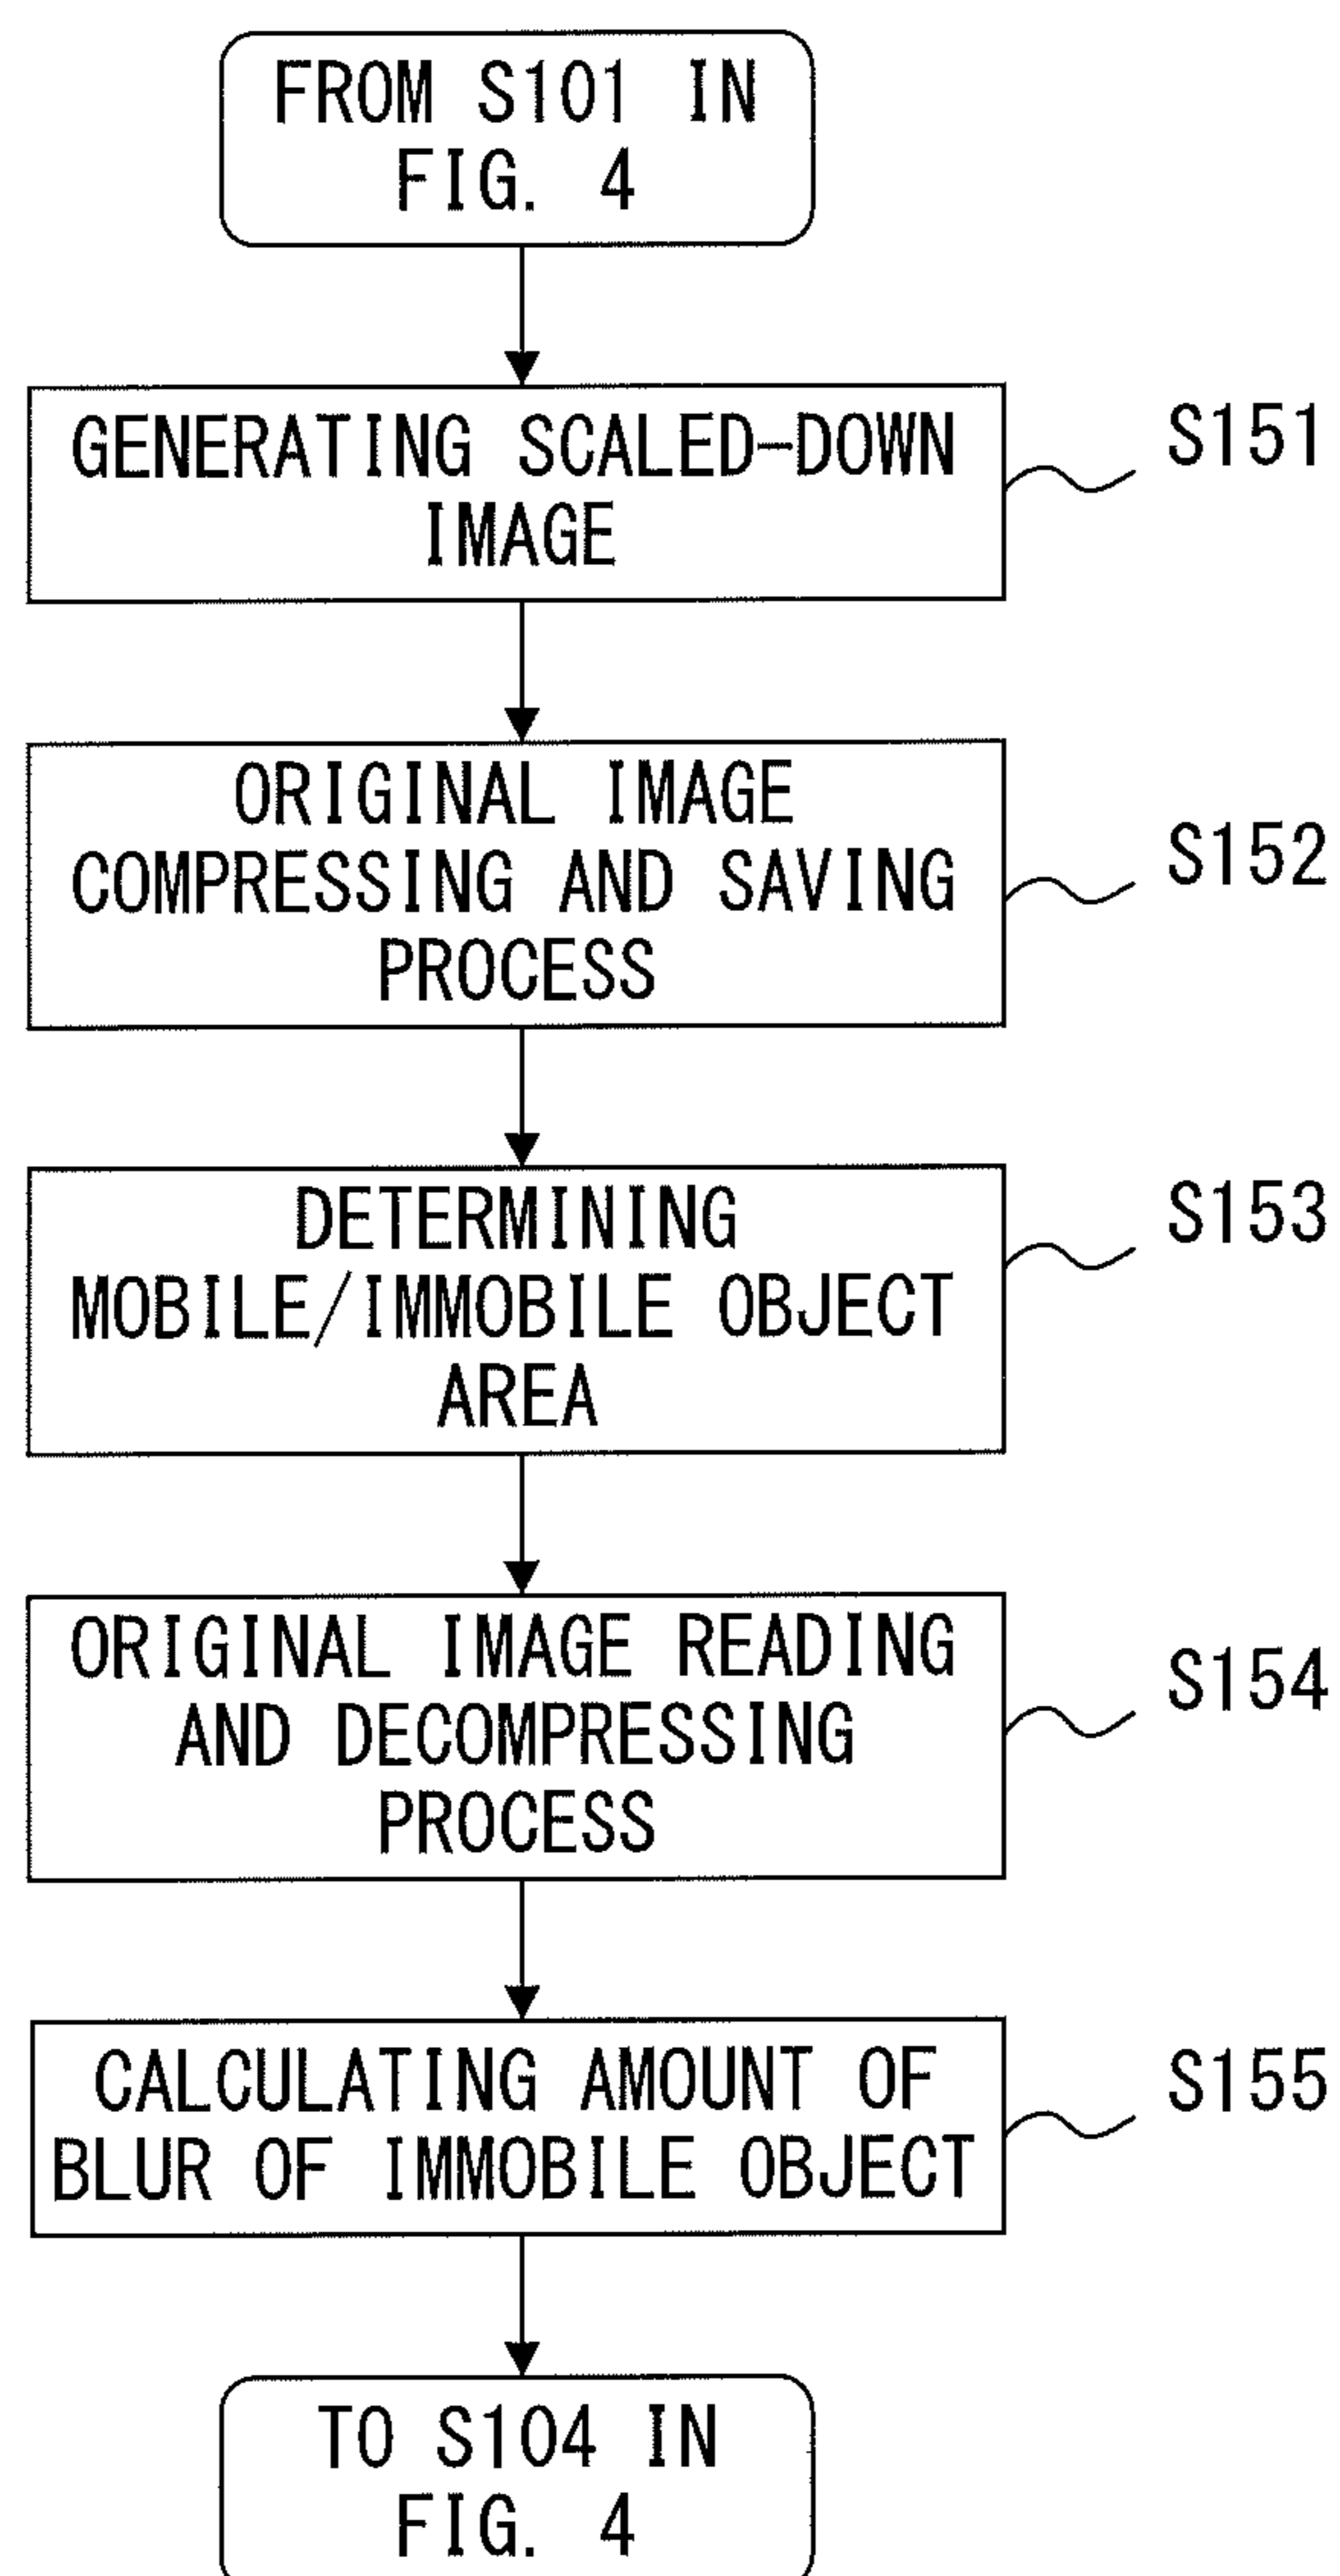 FROM S101 IN
FIG. 4
GENERATING SCALED-DOWN
IMAGE
S151
ORIGINAL IMAGE
COMPRESSING AND SAVING
PROCESS
S152
DETERMINING
MOBILE/IMMOBILE OBJECT
AREA
S153
ORIGINAL IMAGE READING
AND DECOMPRESSING
PROCESS
S154
CALCULATING AMOUNT OF
BLUR OF IMMOBILE OBJECT
S155
TO S104 IN
FIG. 4